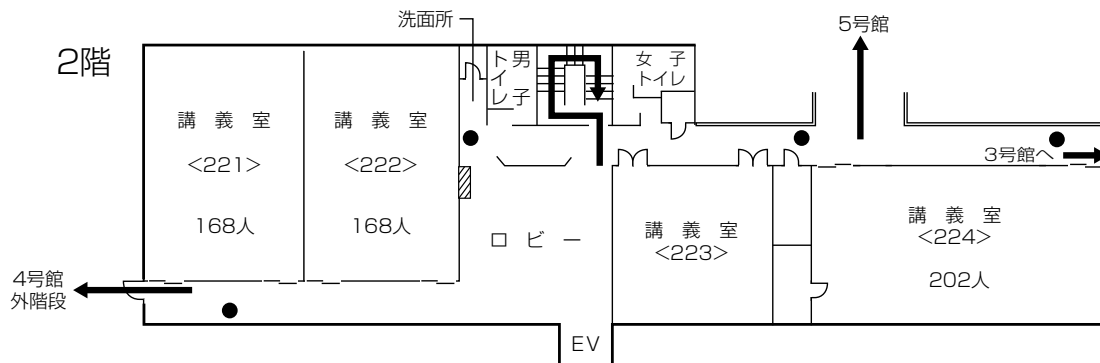 2階
洗面所
男子
トイレ
女 子
トイレ
5号館
講 義 室
<221>
168人
講 義 室
<222>
168人
ロ ビ ー
講 義 室
<223>
3号館へ
講 義 室
<224>
202人
4号館
外階段
EV